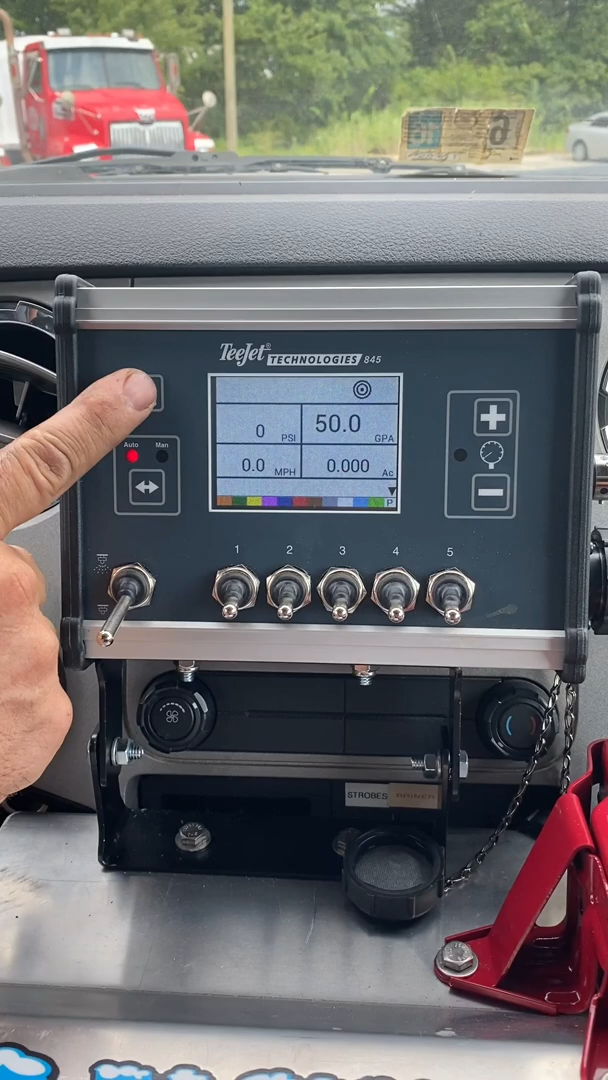 TeeJet®
TECHNOLOGIES 845
0 PSI
50.0 GPA
0.0 MPH
0.000 Ac
P
Auto Man
1 2 3 4 5
STROBES